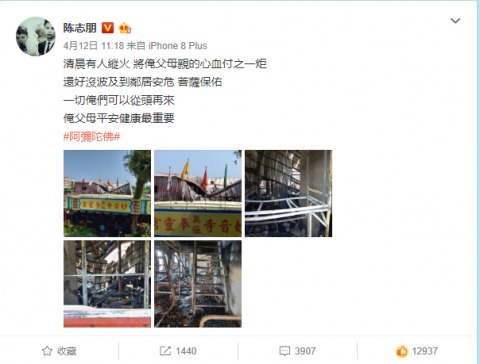 陈志朋
4月12日 11:18 来自 iPhone 8 Plus
清晨有人縱火 將俺父母親的心血付之一炬
還好沒波及到鄰居安危 菩薩保佑
一切俺們可以從頭再來
俺父母平安健康最重要
#阿彌陀佛#
收藏
1440
3907
12937